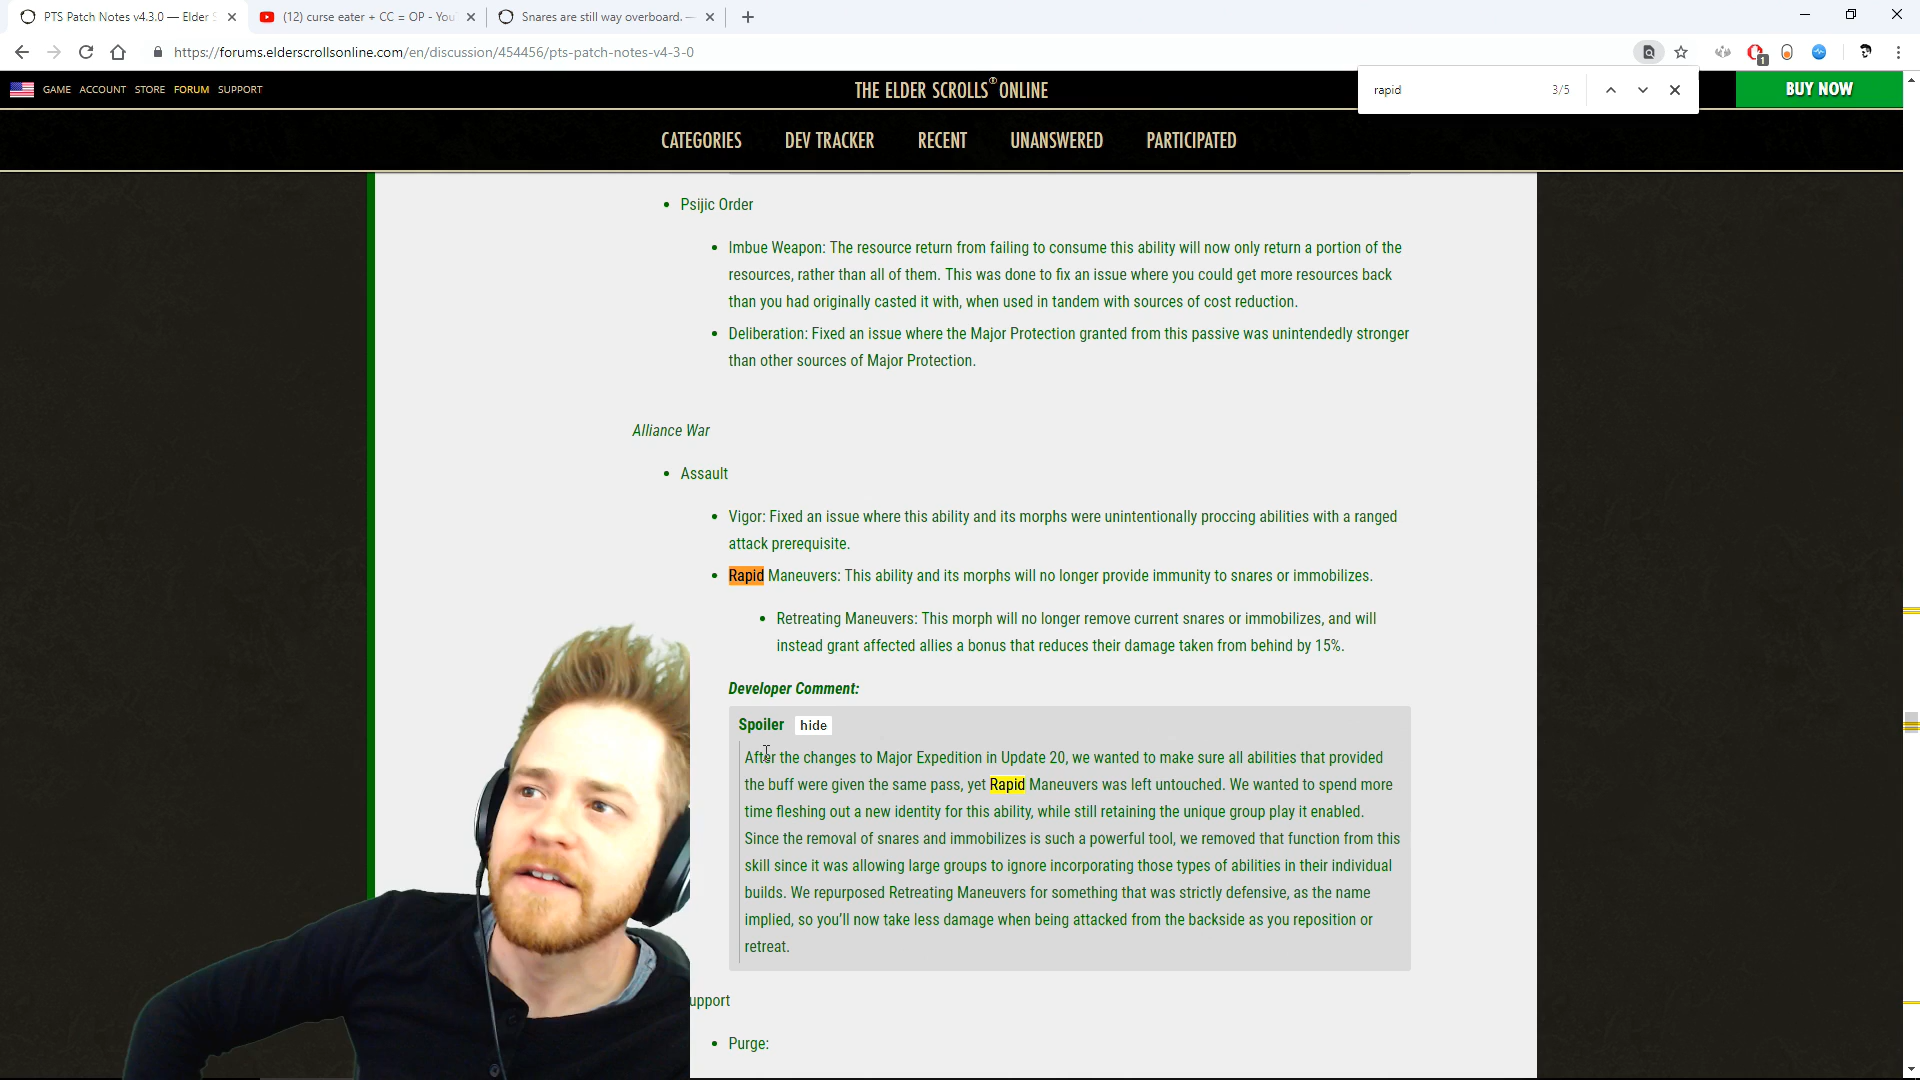 PTS Patch Notes v4.3.0 — Elder S
(12) curse eater + CC = OP - You
Snares are still way overboard. —
https://forums.elderscrollsonline.com/en/discussion/454456/pts-patch-notes-v4-3-0
1
GAME ACCOUNT STORE FORUM SUPPORT
THE ELDER SCROLLS ONLINE
rapid 3/5
BUY NOW
CATEGORIES DEV TRACKER RECENT UNANSWERED PARTICIPATED
• Psijic Order
• Imbue Weapon: The resource return from failing to consume this ability will now only return a portion of the
resources, rather than all of them. This was done to fix an issue where you could get more resources back
than you had originally casted it with, when used in tandem with sources of cost reduction.
• Deliberation: Fixed an issue where the Major Protection granted from this passive was unintendedly stronger
than other sources of Major Protection.
Alliance War
• Assault
• Vigor: Fixed an issue where this ability and its morphs were unintentionally proccing abilities with a ranged
attack prerequisite.
• Rapid Maneuvers: This ability and its morphs will no longer provide immunity to snares or immobilizes.
• Retreating Maneuvers: This morph will no longer remove current snares or immobilizes, and will
instead grant affected allies a bonus that reduces their damage taken from behind by 15%.
Developer Comment:
Spoiler hide
After the changes to Major Expedition in Update 20, we wanted to make sure all abilities that provided
the buff were given the same pass, yet Rapid Maneuvers was left untouched. We wanted to spend more
time fleshing out a new identity for this ability, while still retaining the unique group play it enabled.
Since the removal of snares and immobilizes is such a powerful tool, we removed that function from this
skill since it was allowing large groups to ignore incorporating those types of abilities in their individual
builds. We repurposed Retreating Maneuvers for something that was strictly defensive, as the name
implied, so you'll now take less damage when being attacked from the backside as you reposition or
retreat.
upport
• Purge: